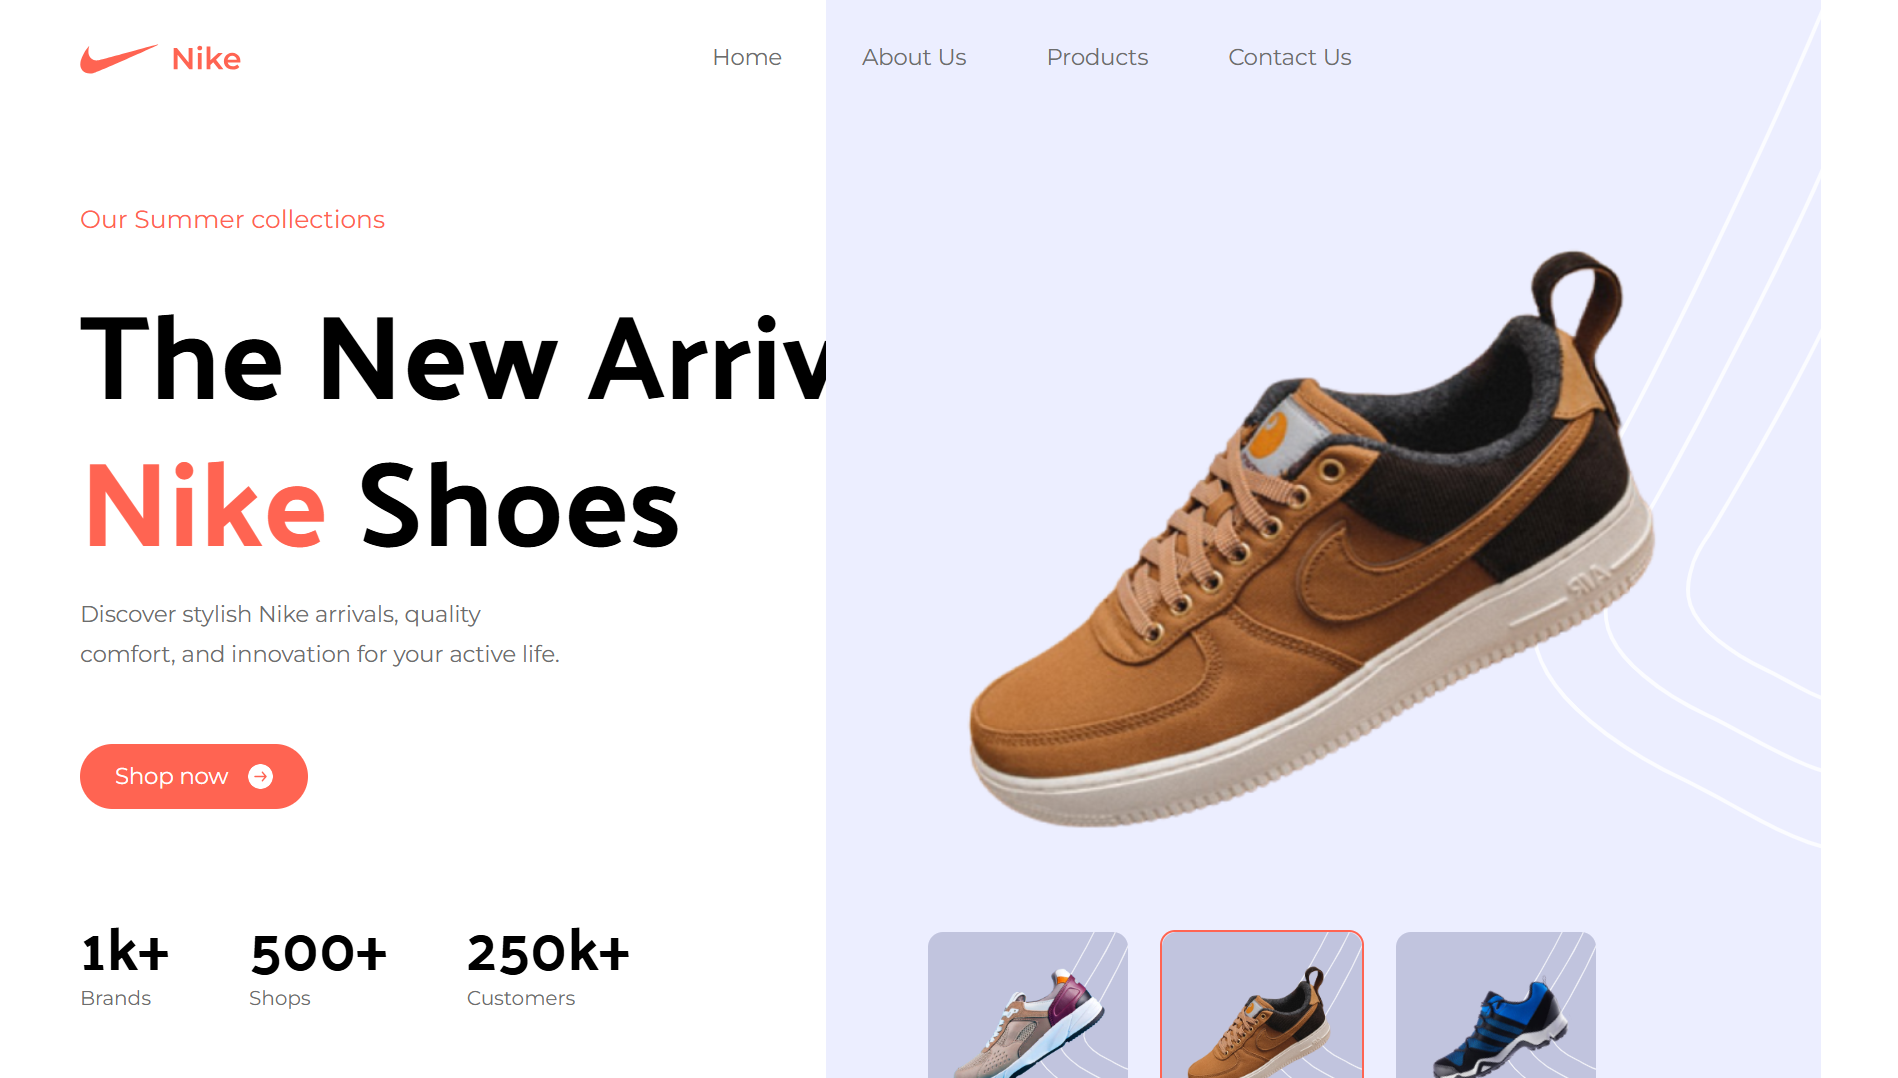 Nike
Home
About Us
Products
Contact Us
Our Summer collections
The New Arriv
Nike Shoes
Discover stylish Nike arrivals, quality
comfort, and innovation for your active life.
Shop now
1k+
500+
250k+
Brands
Shops
Customers
AIR